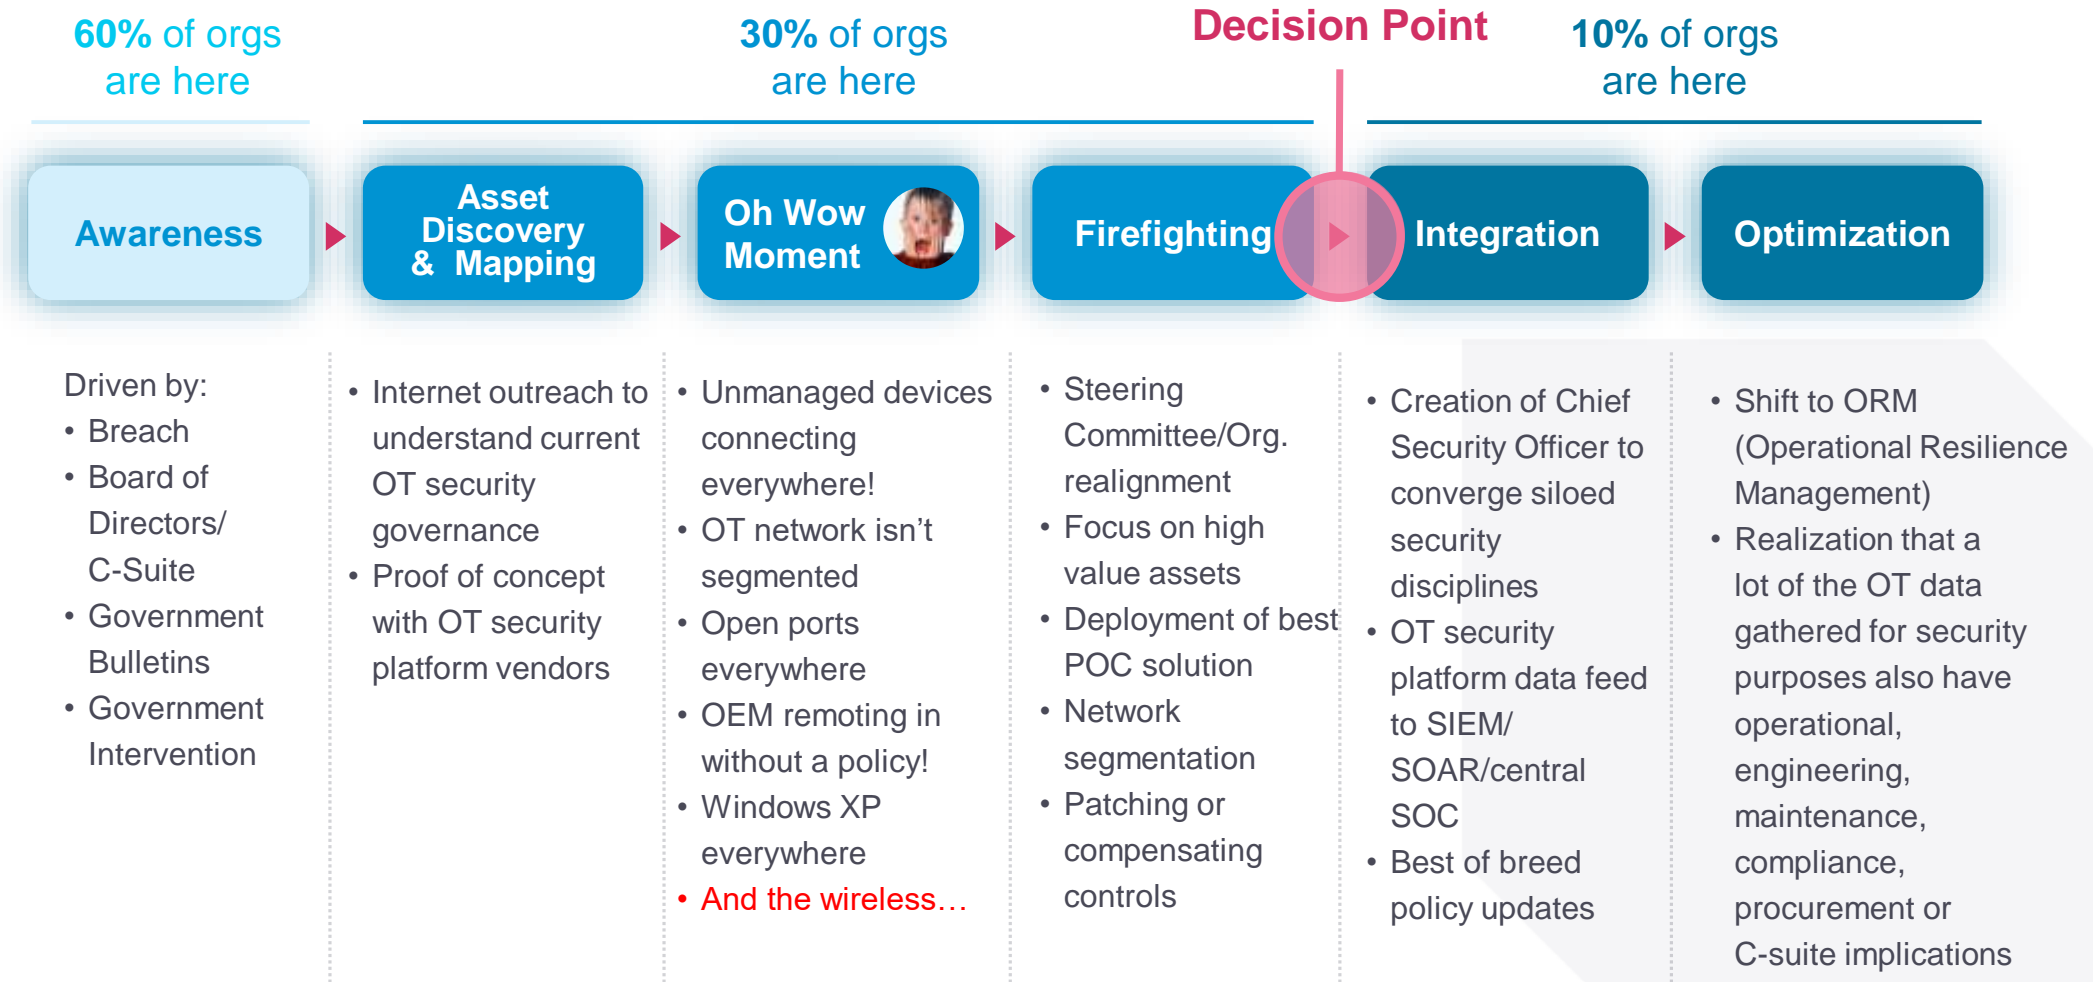 60% of orgs
are here
30% of orgs
are here
Decision Point
10% of orgs
are here
Awareness
Asset
Discovery
& Mapping
Oh Wow
Moment
Firefighting
Integration
Optimization
Driven by:
• Breach
• Board of
Directors/
C-Suite
• Government
Bulletins
• Government
Intervention
• Internet outreach to
understand current
OT security
governance
• Proof of concept
with OT security
platform vendors
• Unmanaged devices
connecting
everywhere!
• OT network isn’t
segmented
• Open ports
everywhere
• OEM remoting in
without a policy!
• Windows XP
everywhere
• And the wireless…
• Steering
Committee/Org.
realignment
• Focus on high
value assets
• Deployment of best
POC solution
• Network
segmentation
• Patching or
compensating
controls
• Creation of Chief
Security Officer to
converge siloed
security
disciplines
• OT security
platform data feed
to SIEM/
SOAR/central
SOC
• Best of breed
policy updates
• Shift to ORM
(Operational Resilience
Management)
• Realization that a
lot of the OT data
gathered for security
purposes also have
operational,
engineering,
maintenance,
compliance,
procurement or
C-suite implications